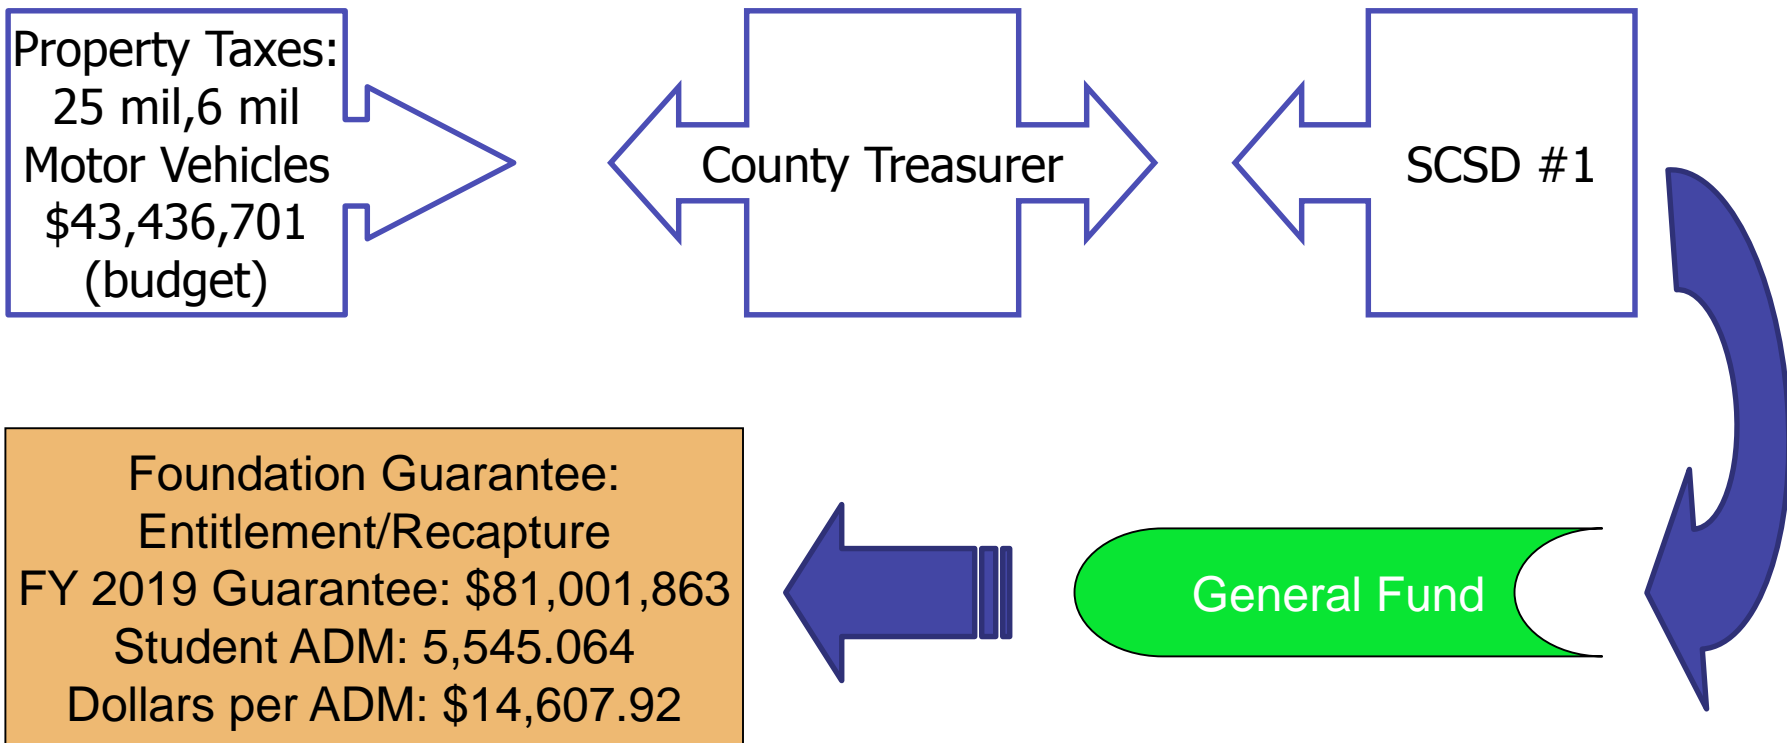 Property Taxes:
25 mil,6 mil
Motor Vehicles
$43,436,701
(budget)
County Treasurer
SCSD #1
Foundation Guarantee:
Entitlement/Recapture
FY 2019 Guarantee: $81,001,863
Student ADM: 5,545.064
Dollars per ADM: $14,607.92
General Fund